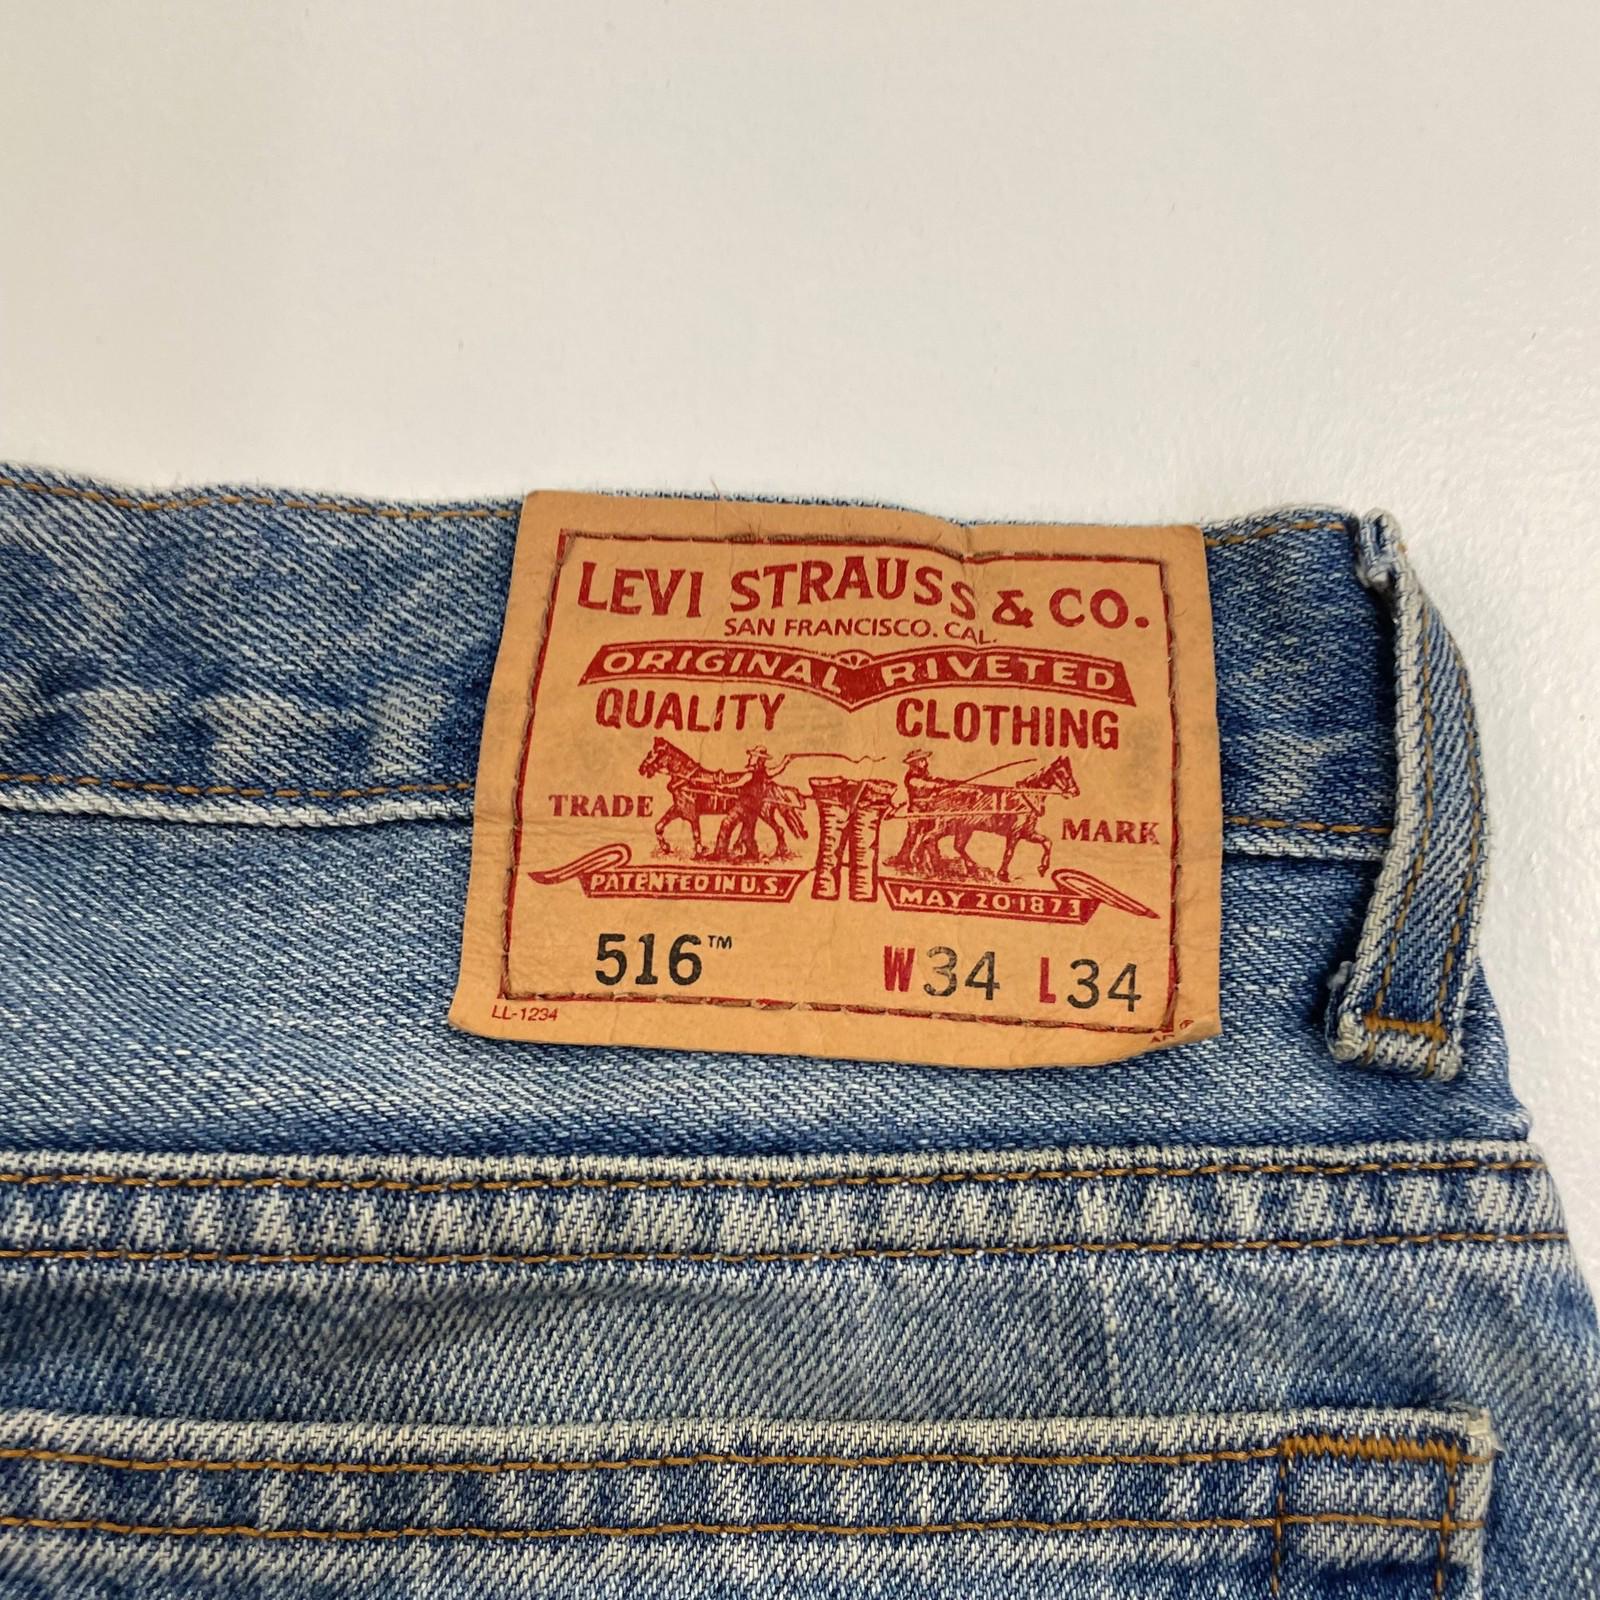 LEVI STRAUSS & CO.
SAN FRANCISCO. CAL.
ORIGINAL RIVETED
QUALITY CLOTHING
TRADE MARK
PATENTED IN U.S. MAY 20 1873
516™ W34 L34
LL-1234 ®